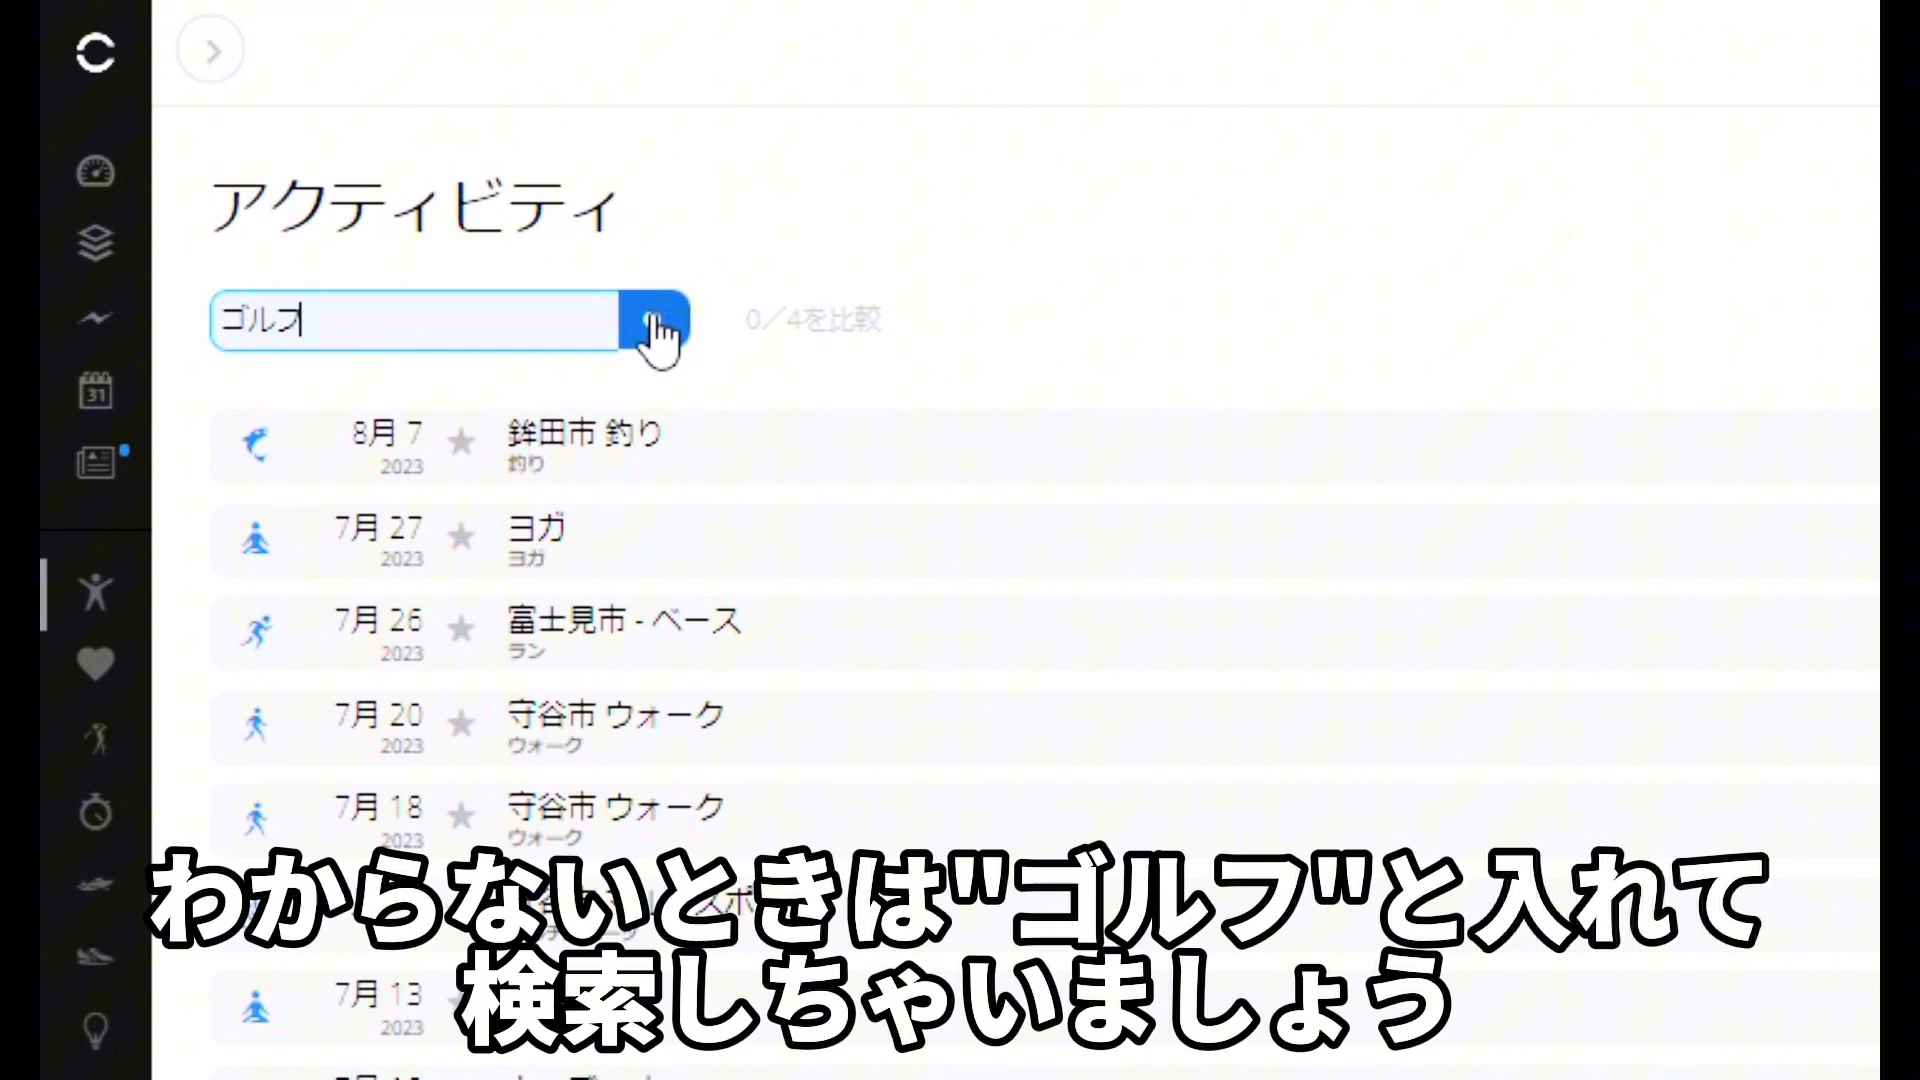 31
アクティビティ
ゴルフ
0／4を比較
8月 7
2023
鉾田市 釣り
釣り
7月 27
2023
ヨガ
ヨガ
7月 26
2023
富士見市 - ベース
ラン
7月 20
2023
守谷市 ウォーク
ウォーク
7月 18
2023
守谷市 ウォーク
ウォーク
わからないときは"ゴルフ"と入れて
検索しちゃいましょう
7月 13
2023